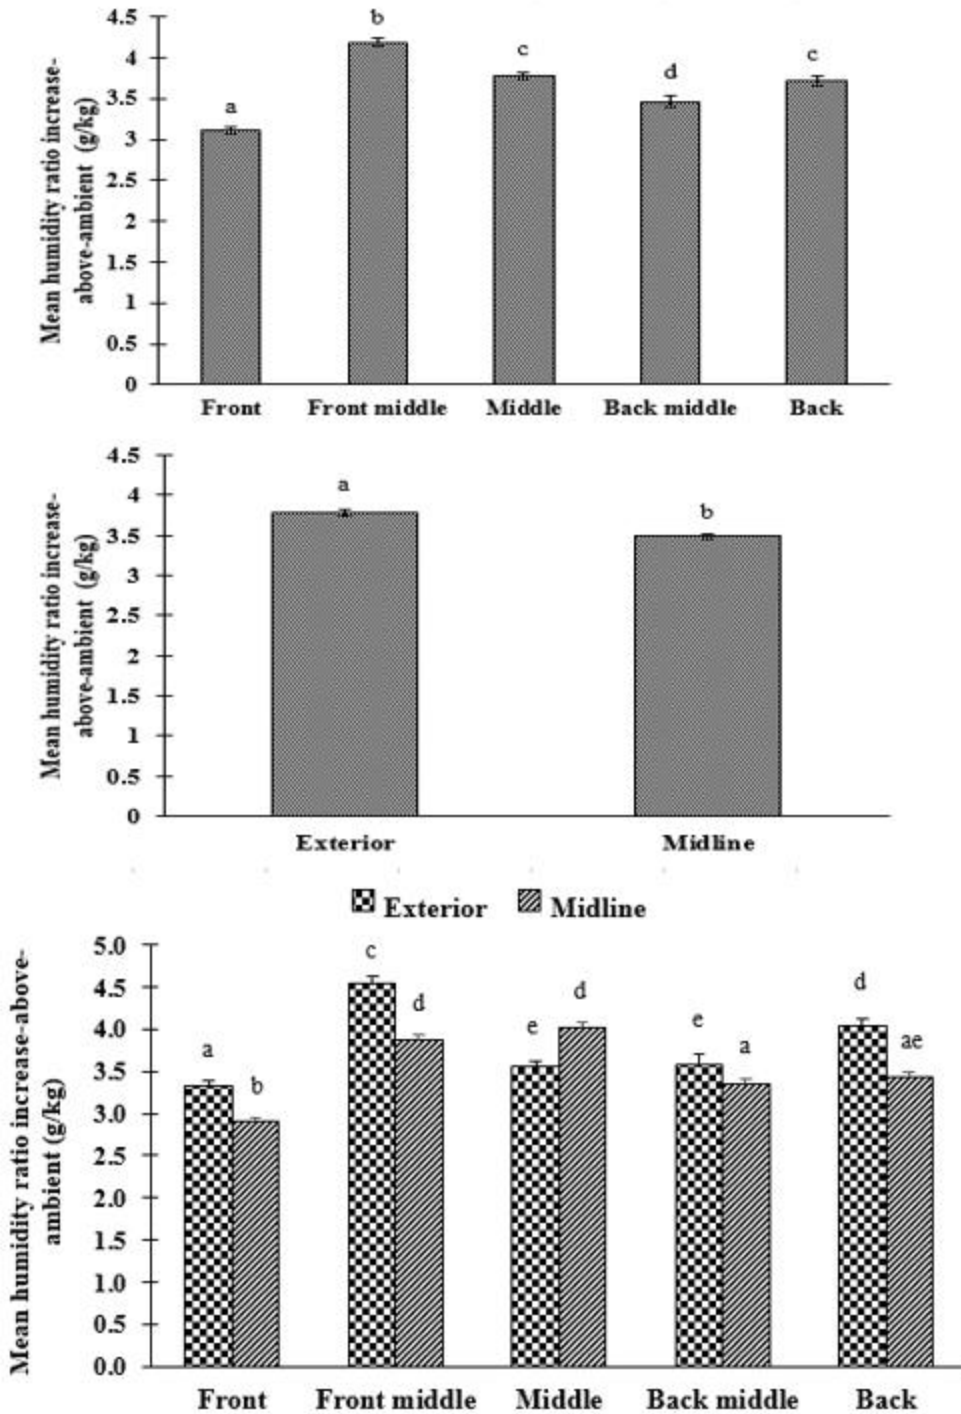 4.5
4
3.5
3
2.5
2
1.5
1
0.5
0
Mean humidity ratio increase-
above-ambient (g/kg)
a
b
c
d
c
Front Front middle Middle Back middle Back
4.5
4
3.5
3
2.5
2
1.5
1
0.5
0
Mean humidity ratio increase-
above-ambient (g/kg)
a
b
Exterior Midline
Exterior Midline
5.0
4.5
4.0
3.5
3.0
2.5
2.0
1.5
1.0
0.5
0.0
Mean humidity ratio increase-above-
ambient (g/kg)
a
b
c
d
e
d
e
a
d
ae
Front Front middle Middle Back middle Back